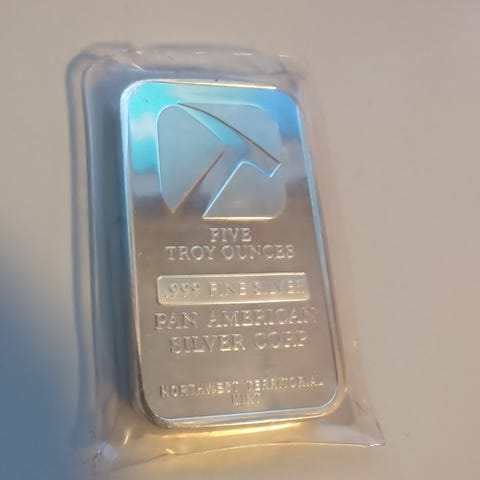 FIVE
TROY OUNCES
.999 FINE SILVER
PAN AMERICAN
SILVER CORP
NORTHWEST TERRITORIAL
MINT